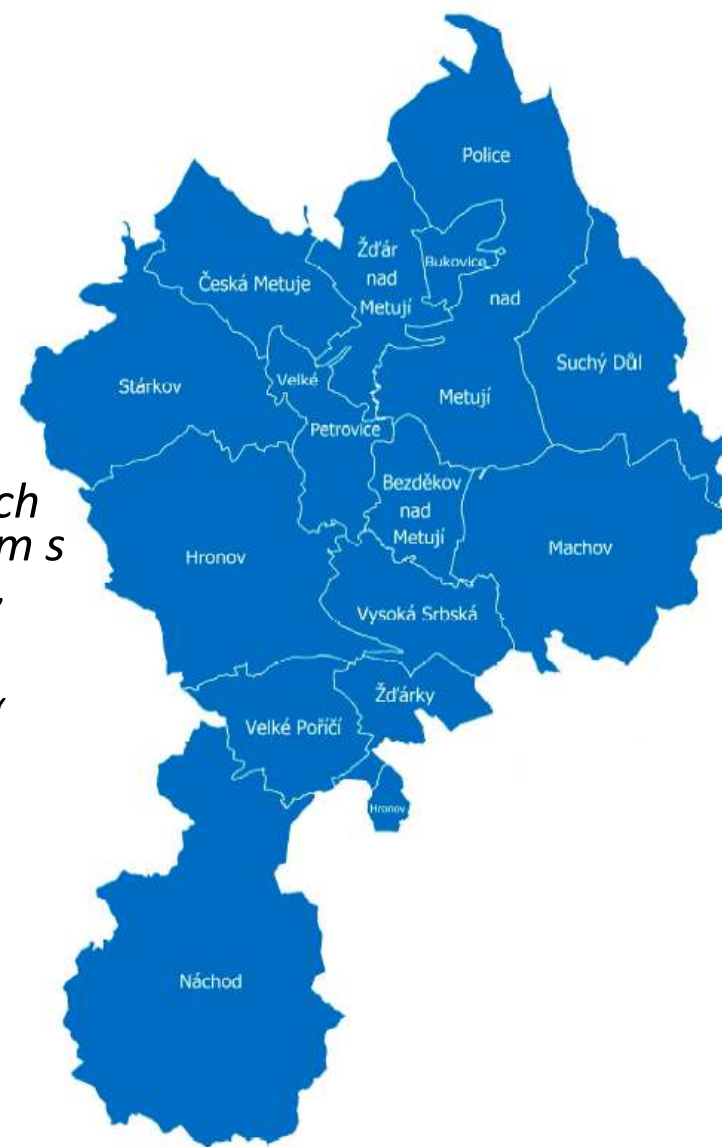 Police
Žďár
nad
Metují
Bukovice
Česká Metuje
nad
Suchý Důl
Velké
Stárkov
Metují
Petrovice
Bezděkov
nad
Metují
ch
m s
Hronov
Machov
,
Vysoká Srbská
Žďárky
y
Velké Poříčí
Hronov
Náchod